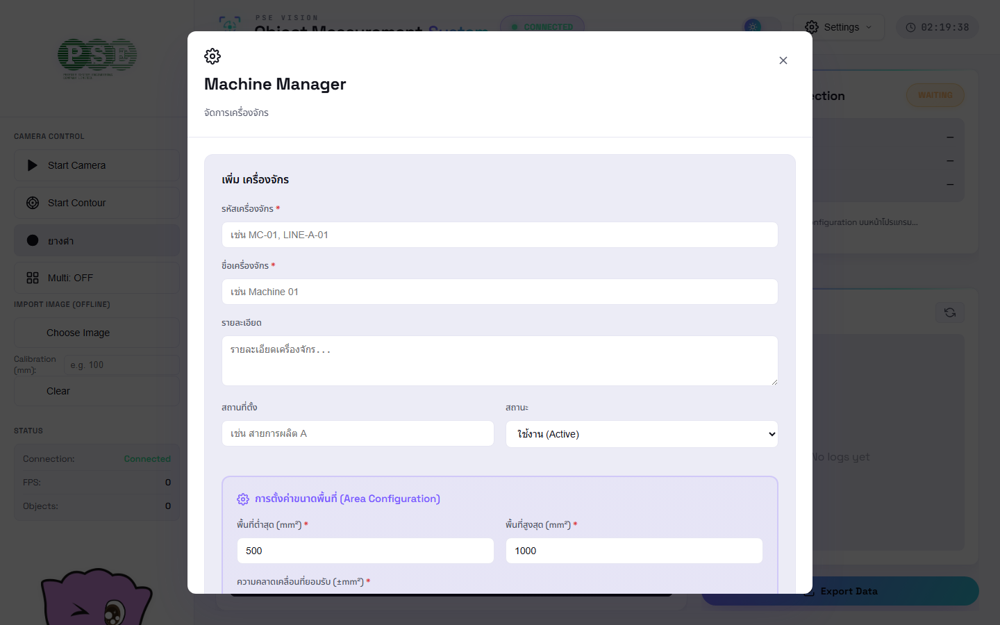 PSE VISION
Object Measurement System
CONNECTED
Settings
02:19:38
PSE
CAMERA CONTROL
Start Camera
Start Contour
ยางดำ
Multi: OFF
IMPORT IMAGE (OFFLINE)
Choose Image
Calibration (mm):
e.g. 100
Clear
STATUS
Connection: Connected
FPS: 0
Objects: 0
Machine Manager
จัดการเครื่องจักร
เพิ่ม เครื่องจักร
รหัสเครื่องจักร *
เช่น MC-01, LINE-A-01
ชื่อเครื่องจักร *
เช่น Machine 01
รายละเอียด
รายละเอียดเครื่องจักร...
สถานที่ตั้ง
เช่น สายการผลิต A
สถานะ
ใช้งาน (Active)
การตั้งค่าขนาดพื้นที่ (Area Configuration)
พื้นที่ต่ำสุด (mm²) *
500
พื้นที่สูงสุด (mm²) *
1000
ความคลาดเคลื่อนที่ยอมรับ (±mm²) *
ection
WAITING
–
–
–
nfiguration บนหน้าโปรแกรม...
No logs yet
Export Data